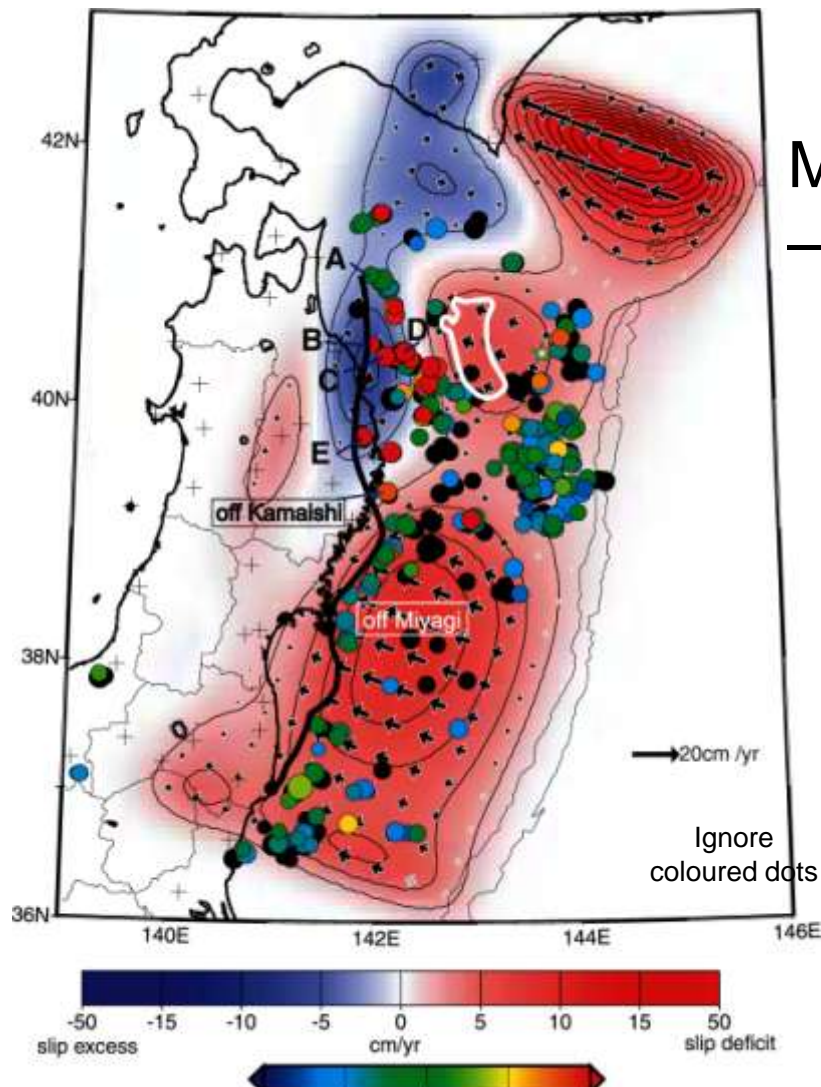 M
42N
A
B
D
C
40N
E
off Kamaishi
off Miyagi
38N
20cm /yr
Ignore
coloured dots
36N
140E 142E 144E 146E
-50 -15 -10 -5 0 5 15 50
slip excess cm/yr slip deficit